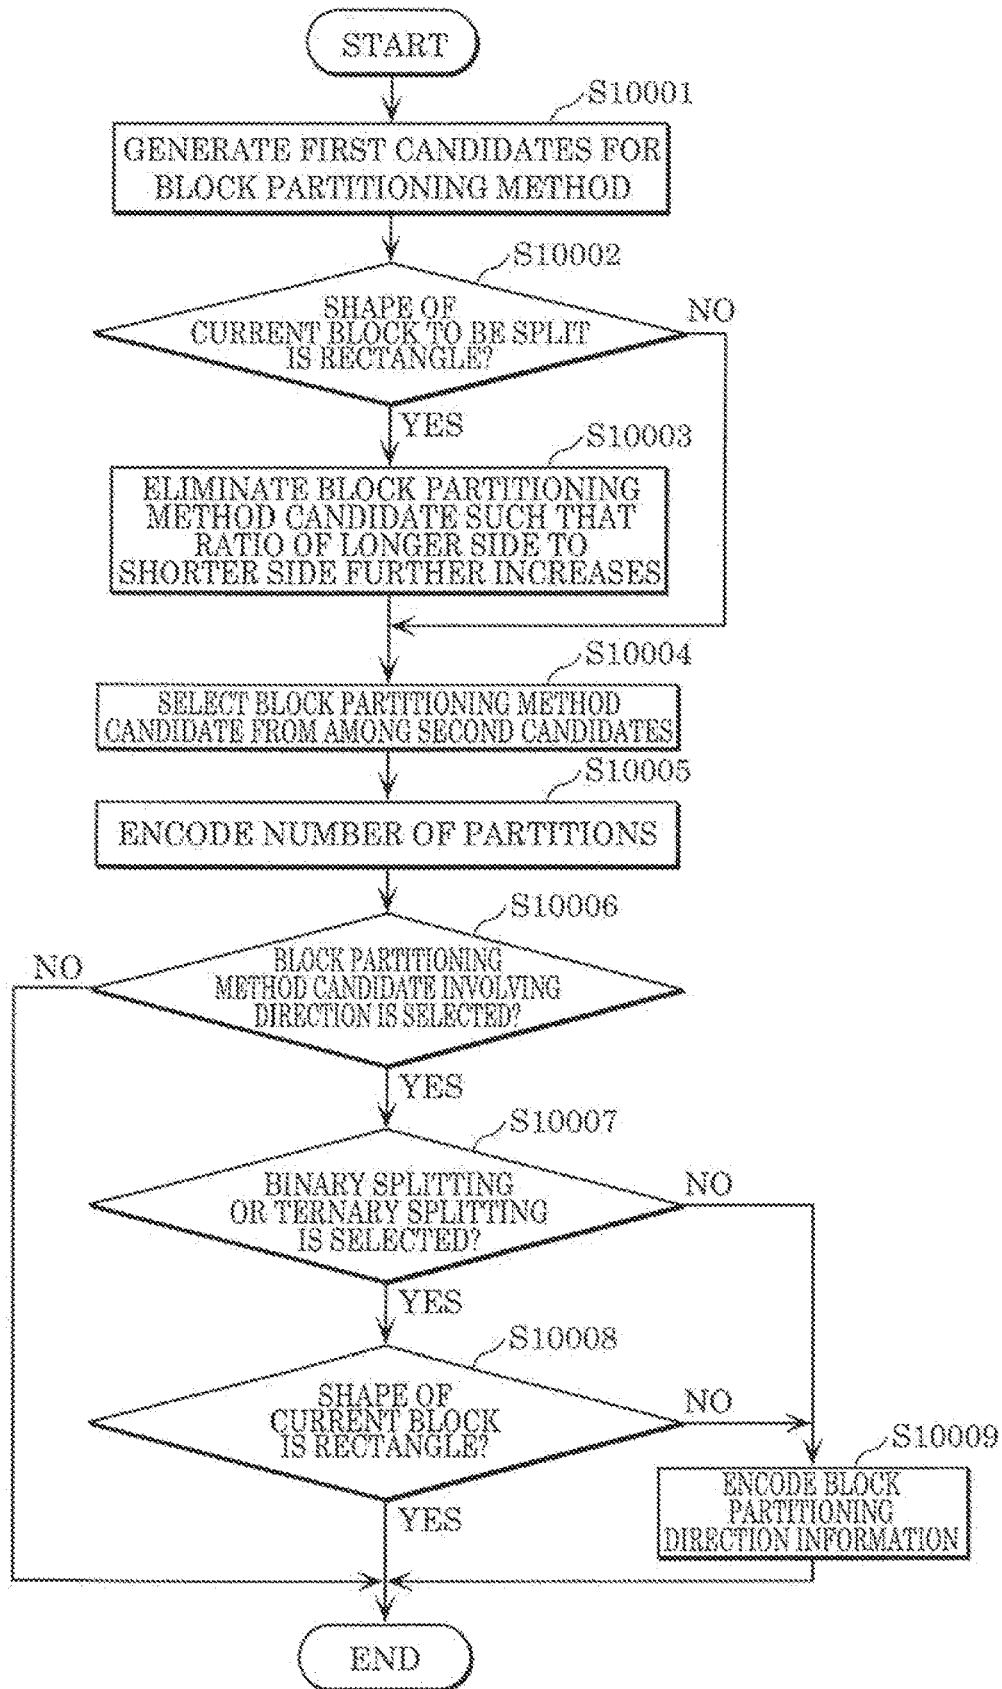 START
S10001
GENERATE FIRST CANDIDATES FOR
BLOCK PARTITIONING METHOD
S10002
SHAPE OF
CURRENT BLOCK TO BE SPLIT
IS RECTANGLE?
NO
YES
S10003
ELIMINATE BLOCK PARTITIONING
METHOD CANDIDATE SUCH THAT
RATIO OF LONGER SIDE TO
SHORTER SIDE FURTHER INCREASES
S10004
SELECT BLOCK PARTITIONING METHOD
CANDIDATE FROM AMONG SECOND CANDIDATES
S10005
ENCODE NUMBER OF PARTITIONS
S10006
BLOCK PARTITIONING
METHOD CANDIDATE INVOLVING
DIRECTION IS SELECTED?
NO
YES
S10007
BINARY SPLITTING
OR TERNARY SPLITTING
IS SELECTED?
NO
YES
S10008
SHAPE OF
CURRENT BLOCK
IS RECTANGLE?
NO
YES
S10009
ENCODE BLOCK
PARTITIONING
DIRECTION INFORMATION
END